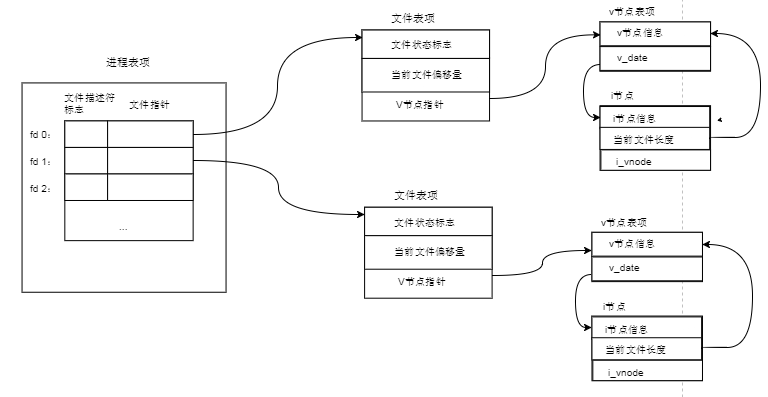 进程表项
文件描述符
标志
文件指针
fd 0:
fd 1:
fd 2:
...
文件表项
文件状态标志
当前文件偏移量
V节点指针
v节点表项
v节点信息
v_date
i节点
i节点信息
当前文件长度
i_vnode
文件表项
文件状态标志
当前文件偏移量
V节点指针
v节点表项
v节点信息
v_date
i节点
i节点信息
当前文件长度
i_vnode